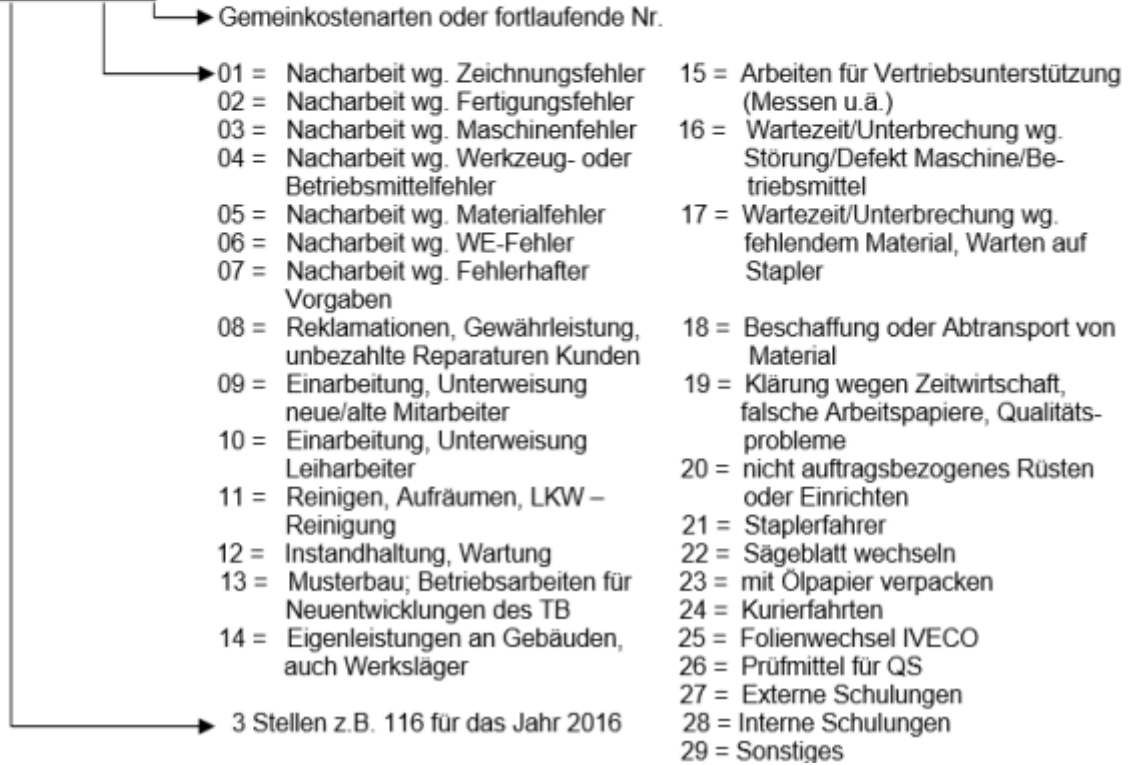 Gemeinkostenarten oder fortlaufende Nr.
01 = Nacharbeit wg. Zeichnungsfehler
02 = Nacharbeit wg. Fertigungsfehler
03 = Nacharbeit wg. Maschinenfehler
04 = Nacharbeit wg. Werkzeug- oder
Betriebsmittelfehler
05 = Nacharbeit wg. Materialfehler
06 = Nacharbeit wg. WE-Fehler
07 = Nacharbeit wg. Fehlerhafter
Vorgaben
08 = Reklamationen, Gewährleistung,
unbezahlte Reparaturen Kunden
09 = Einarbeitung, Unterweisung
neue/alte Mitarbeiter
10 = Einarbeitung, Unterweisung
Leiharbeiter
11 = Reinigen, Aufräumen, LKW –
Reinigung
12 = Instandhaltung, Wartung
13 = Musterbau; Betriebsarbeiten für
Neuentwicklungen des TB
14 = Eigenleistungen an Gebäuden,
auch Werksläger
3 Stellen z.B. 116 für das Jahr 2016
15 = Arbeiten für Vertriebsunterstützung
(Messen u.ä.)
16 = Wartezeit/Unterbrechung wg.
Störung/Defekt Maschine/Be-
triebsmittel
17 = Wartezeit/Unterbrechung wg.
fehlendem Material, Warten auf
Stapler
18 = Beschaffung oder Abtransport von
Material
19 = Klärung wegen Zeitwirtschaft,
falsche Arbeitspapiere, Qualitäts-
probleme
20 = nicht auftragsbezogenes Rüsten
oder Einrichten
21 = Staplerfahrer
22 = Sägeblatt wechseln
23 = mit Ölpapier verpacken
24 = Kurierfahrten
25 = Folienwechsel IVECO
26 = Prüfmittel für QS
27 = Externe Schulungen
28 = Interne Schulungen
29 = Sonstiges